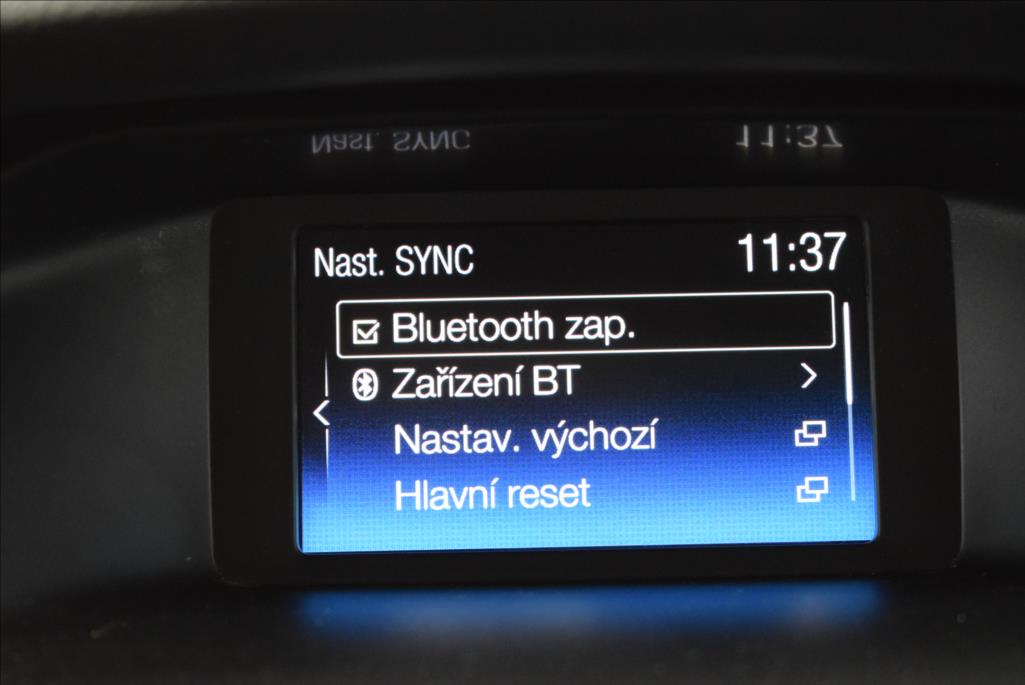 Nast. SYNC 11:37
Bluetooth zap.
Zařízení BT
Nastav. výchozí
Hlavní reset